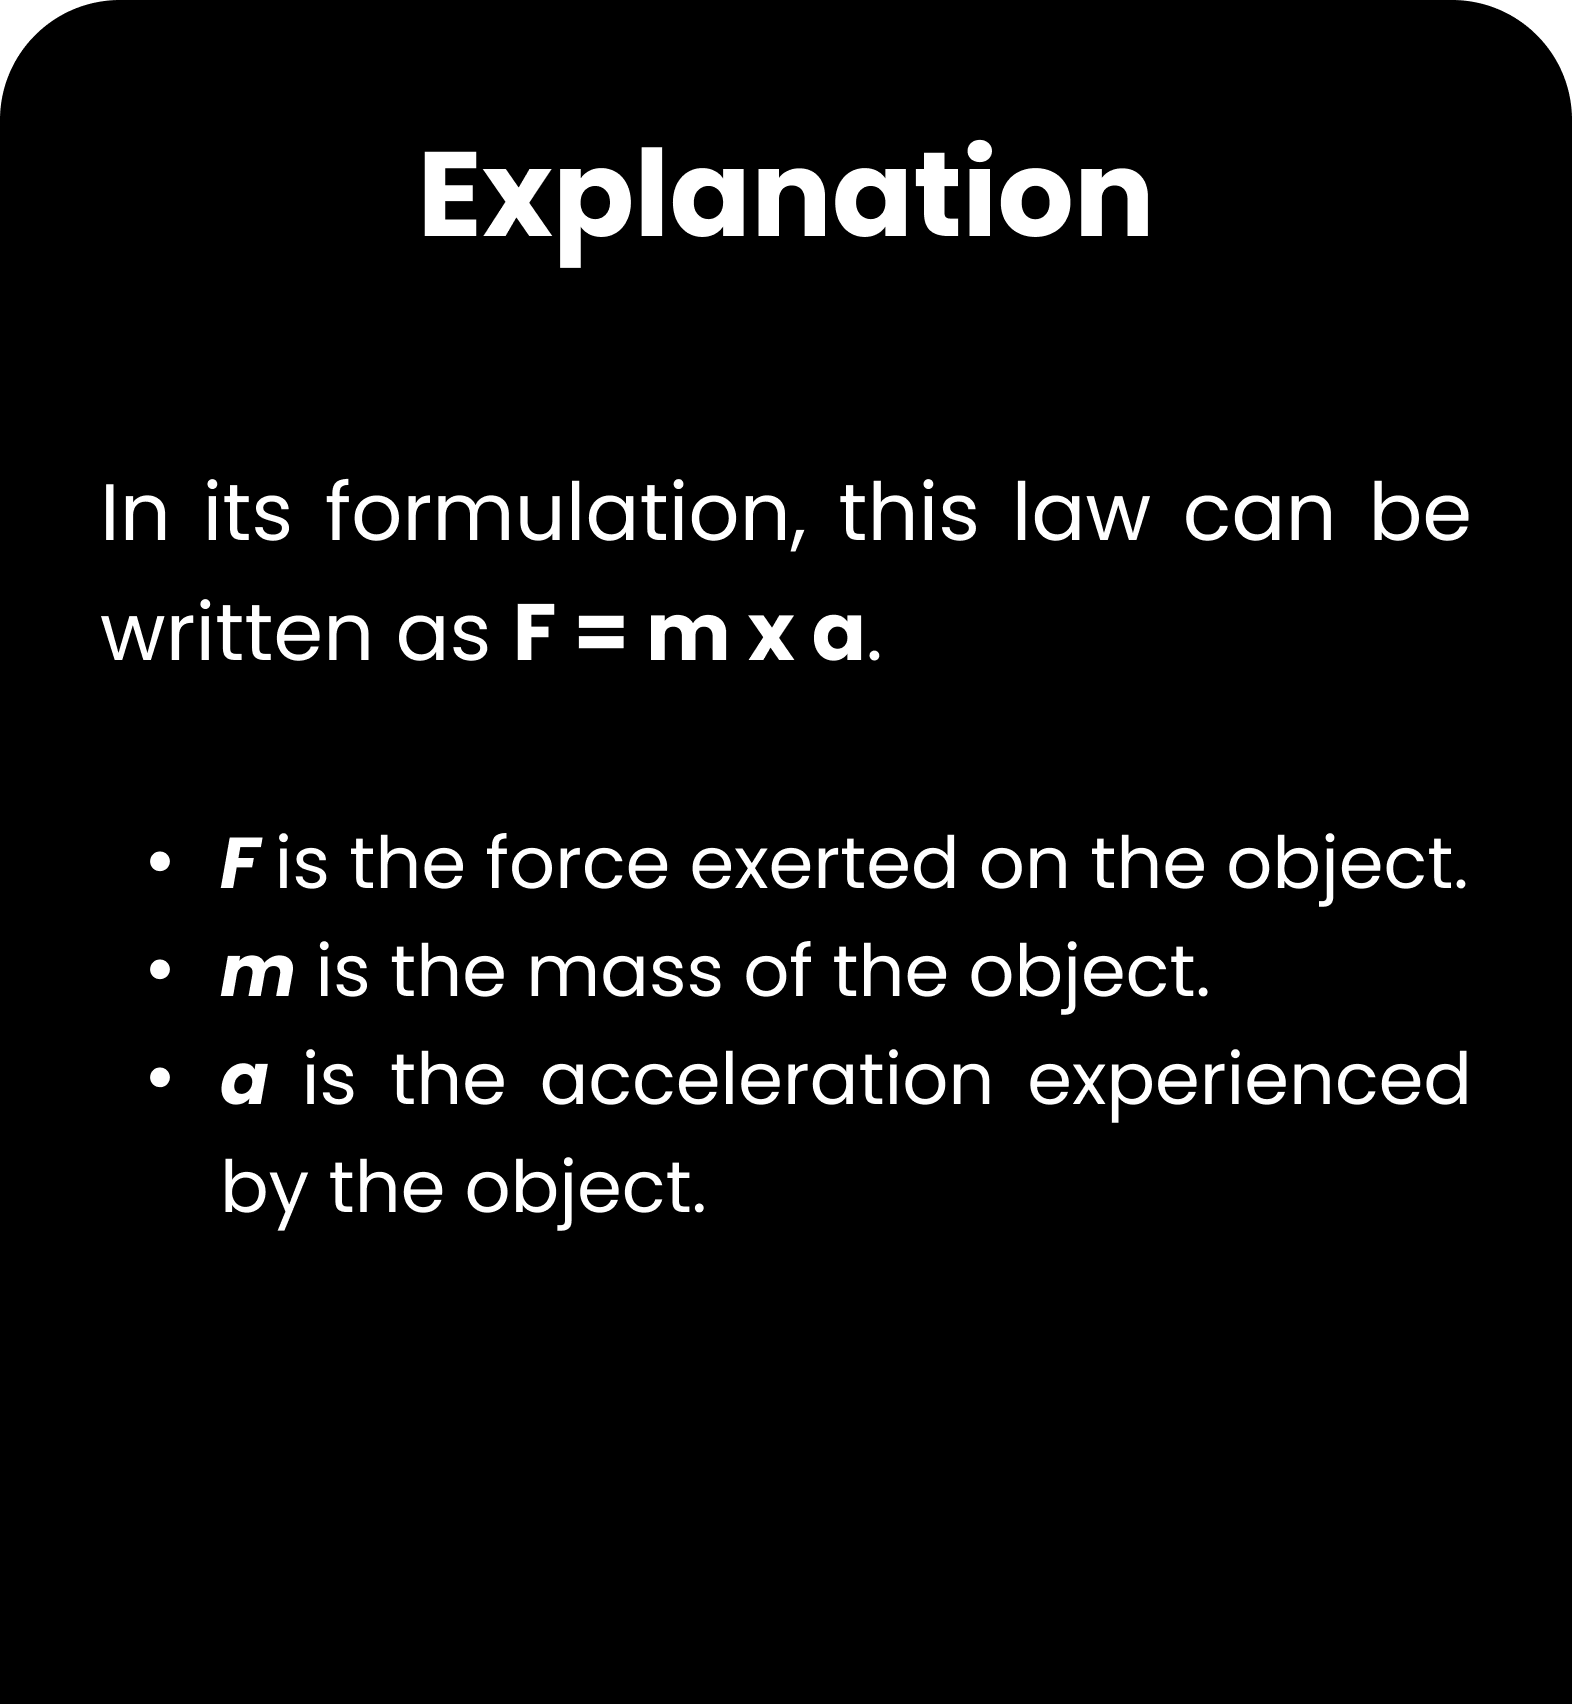 Explanation
In its formulation, this law can be
written as F = m x a.
• F is the force exerted on the object.
• m is the mass of the object.
• a is the acceleration experienced
by the object.